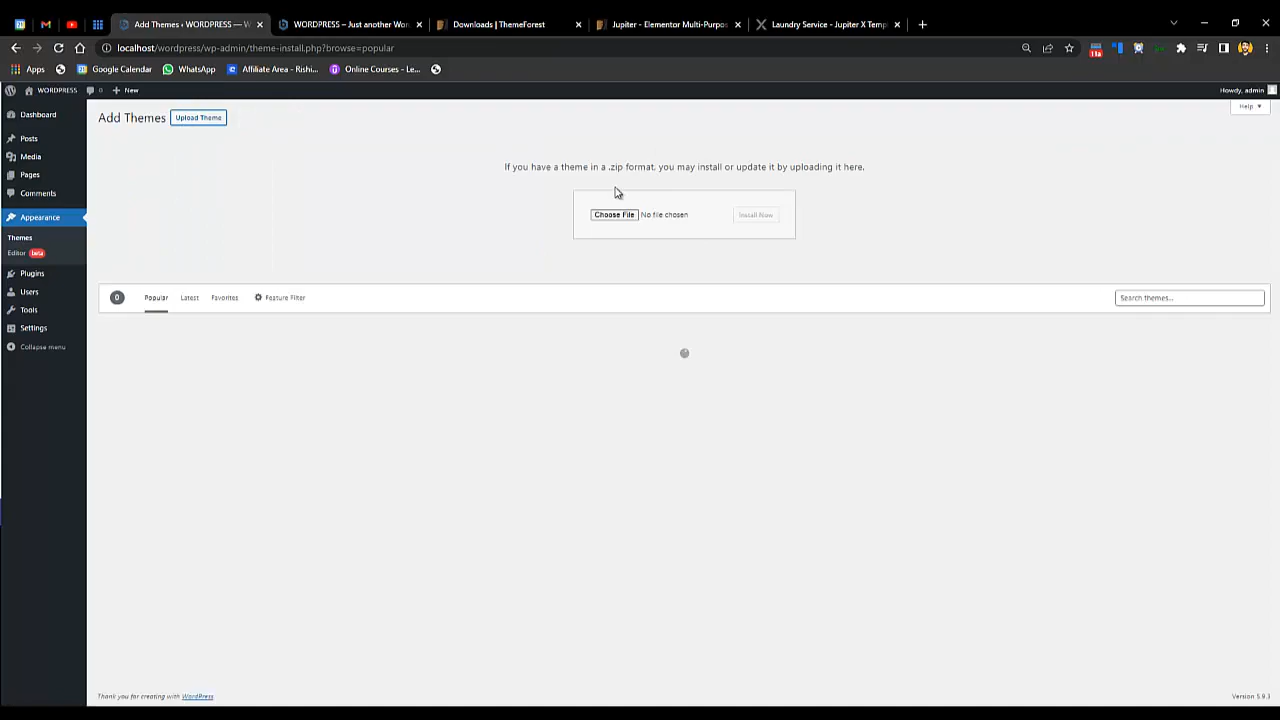 Add Themes ‹ WORDPRESS — W
WORDPRESS – Just another Wor
Downloads | ThemeForest
Jupiter - Elementor Multi-Purpos
Laundry Service - Jupiter X Temp
localhost/wordpress/wp-admin/theme-install.php?browse=popular
Apps
Google Calendar
WhatsApp
Affiliate Area - Rishi...
Online Courses - Le...
WORDPRESS
0
New
Howdy, admin
Help
Add Themes
Upload Theme
Dashboard
Posts
Media
Pages
Comments
Appearance
Themes
Editor beta
Plugins
Users
Tools
Settings
Collapse menu
If you have a theme in a .zip format, you may install or update it by uploading it here.
Choose File No file chosen
Install Now
0
Popular
Latest
Favorites
Feature Filter
Search themes...
Thank you for creating with WordPress
Version 5.9.3